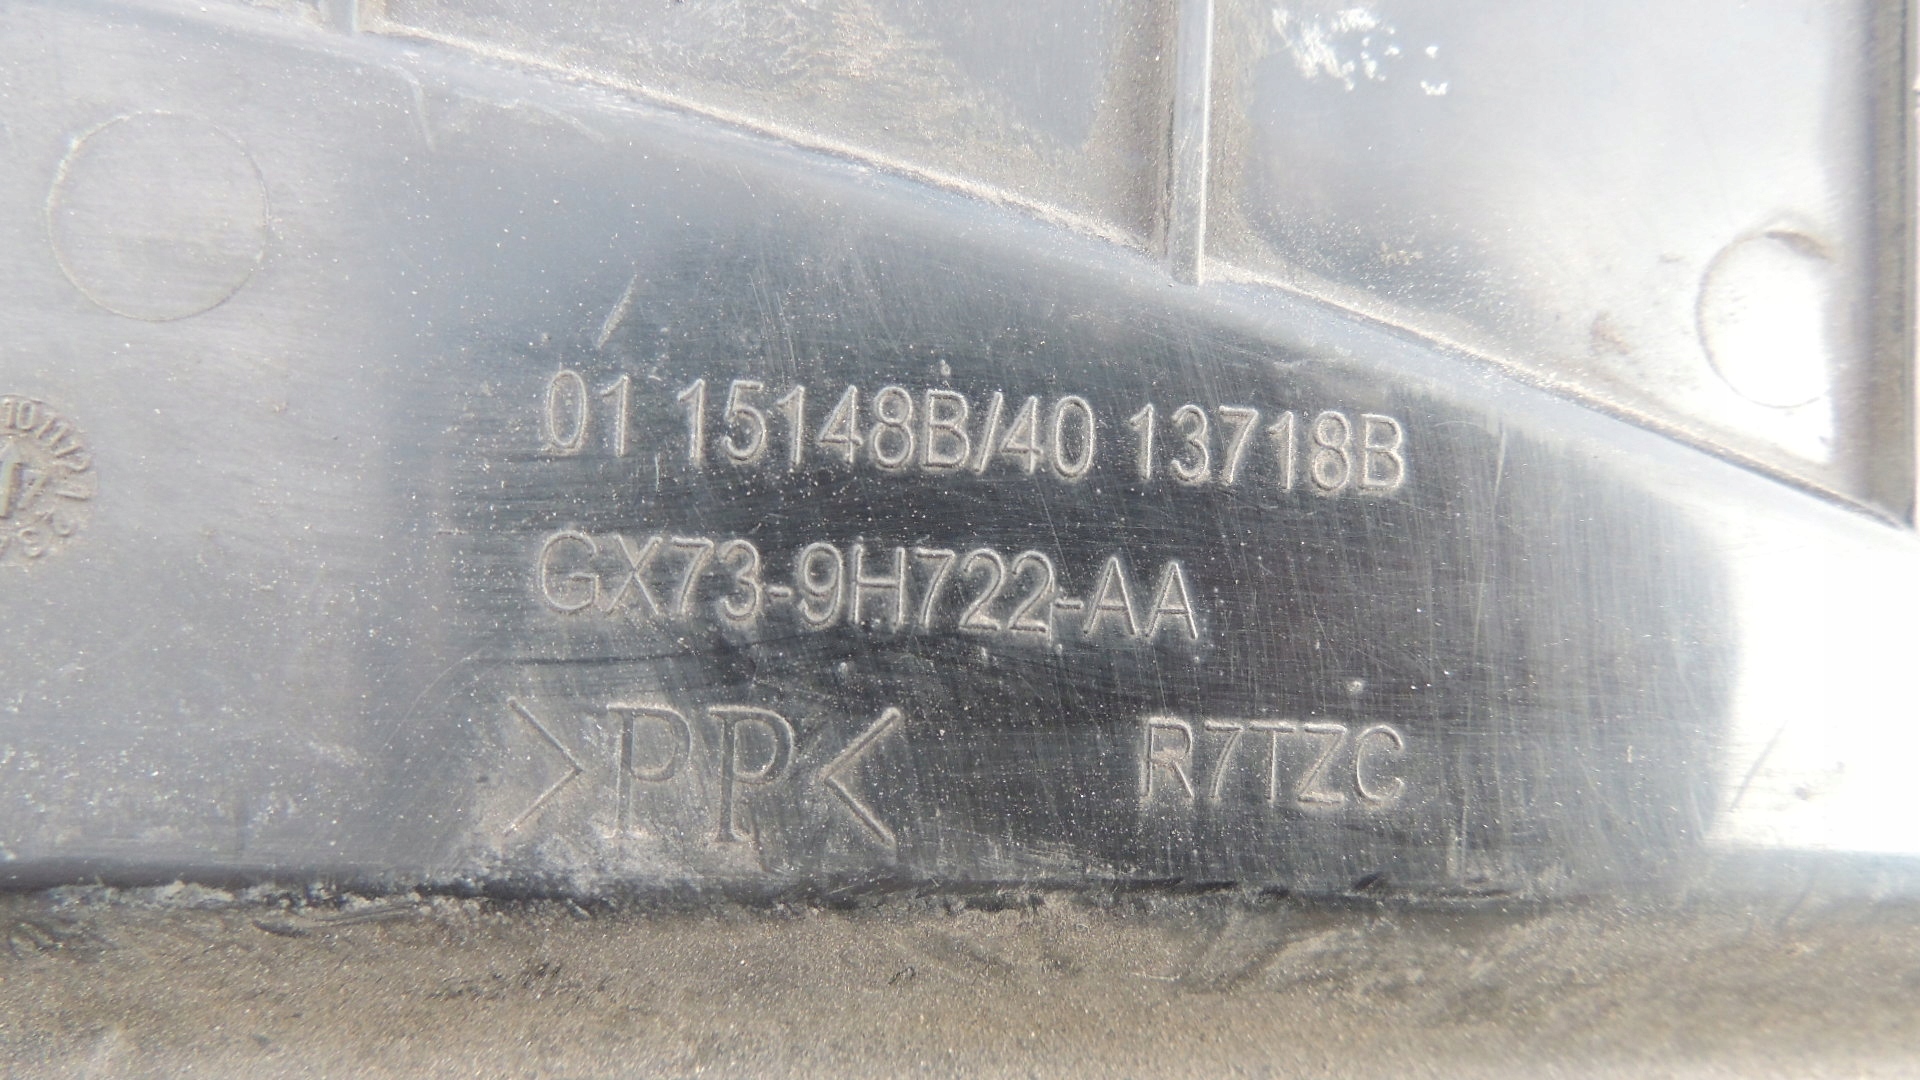 01 15148B/40 13718B
GX73-9H722-AA
>PP< R7TZC